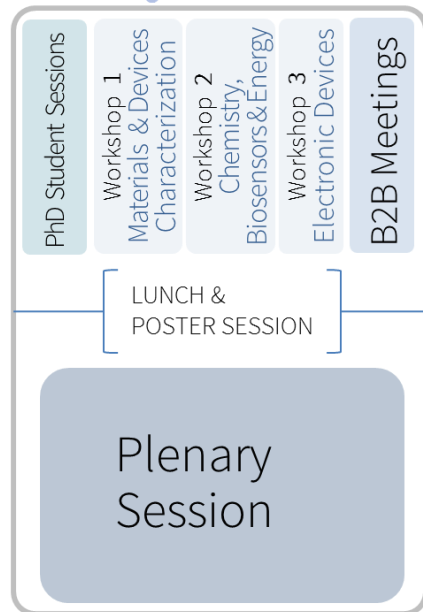 PhD Student Sessions
Workshop 1
Materials & Devices
Characterization
Workshop 2
Chemistry,
Biosensors & Energy
Workshop 3
Electronic Devices
B2B Meetings
LUNCH &
POSTER SESSION
Plenary
Session